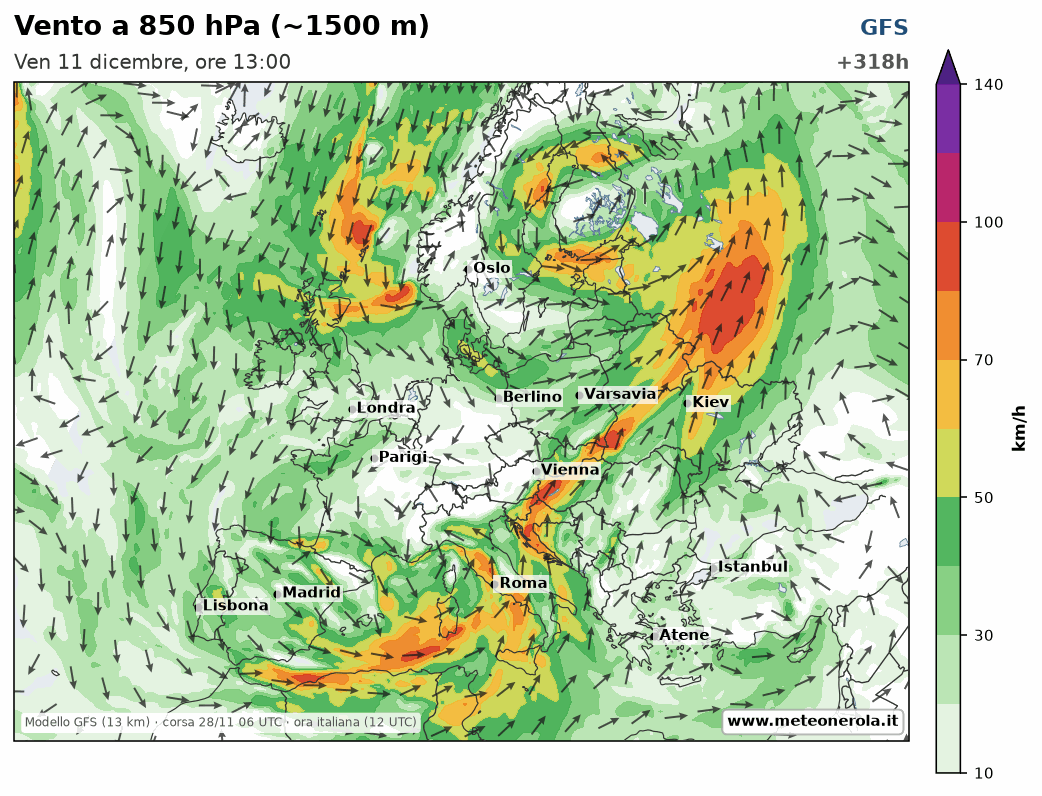 Vento a 850 hPa (~1500 m)
GFS
Ven 11 dicembre, ore 13:00
+318h
140
100
70
50
30
10
km/h
Oslo
Berlino
Varsavia
Kiev
Londra
Parigi
Vienna
Istanbul
Roma
Madrid
Lisbona
Atene
Modello GFS (13 km) · corsa 28/11 06 UTC · ora italiana (12 UTC)
www.meteonerola.it